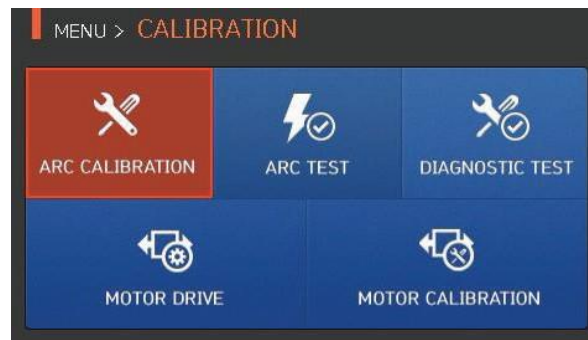 MENU > CALIBRATION
ARC CALIBRATION
ARC TEST
DIAGNOSTIC TEST
MOTOR DRIVE
MOTOR CALIBRATION